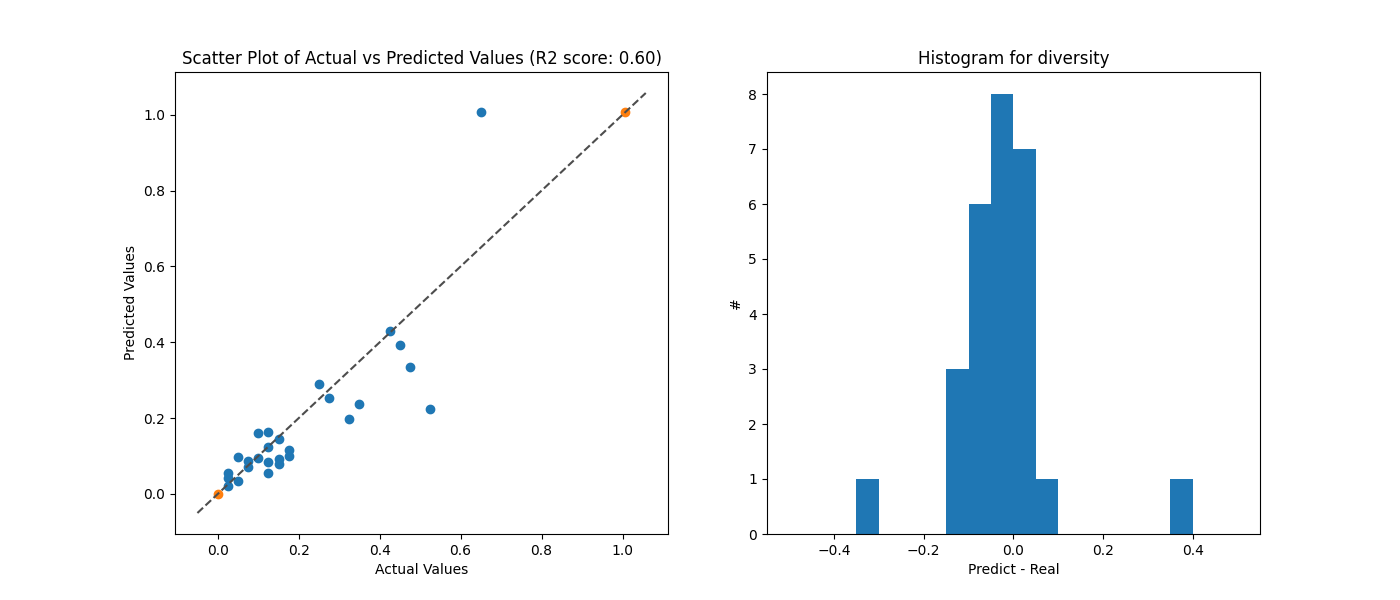 Scatter Plot of Actual vs Predicted Values (R2 score: 0.60)
Predicted Values
1.0
0.8
0.6
0.4
0.2
0.0
0.0 0.2 0.4 0.6 0.8 1.0
Actual Values
Histogram for diversity
#
8
7
6
5
4
3
2
1
0
−0.4 −0.2 0.0 0.2 0.4
Predict - Real